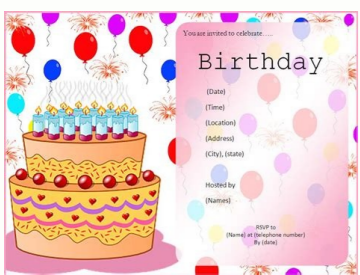 You are invited to celebrate.....
Birthday
(Date)
(Time)
(Location)
(Address)
(City), (state)
Hosted by
(Names)
RSVP to
(Name) at (telephone number)
By (date)